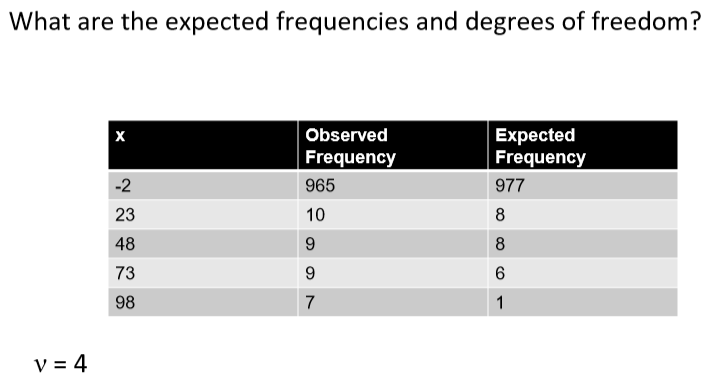 What are the expected frequencies and degrees of freedom?
x Observed Frequency Expected Frequency
-2 965 977
23 10 8
48 9 8
73 9 6
98 7 1
ν = 4